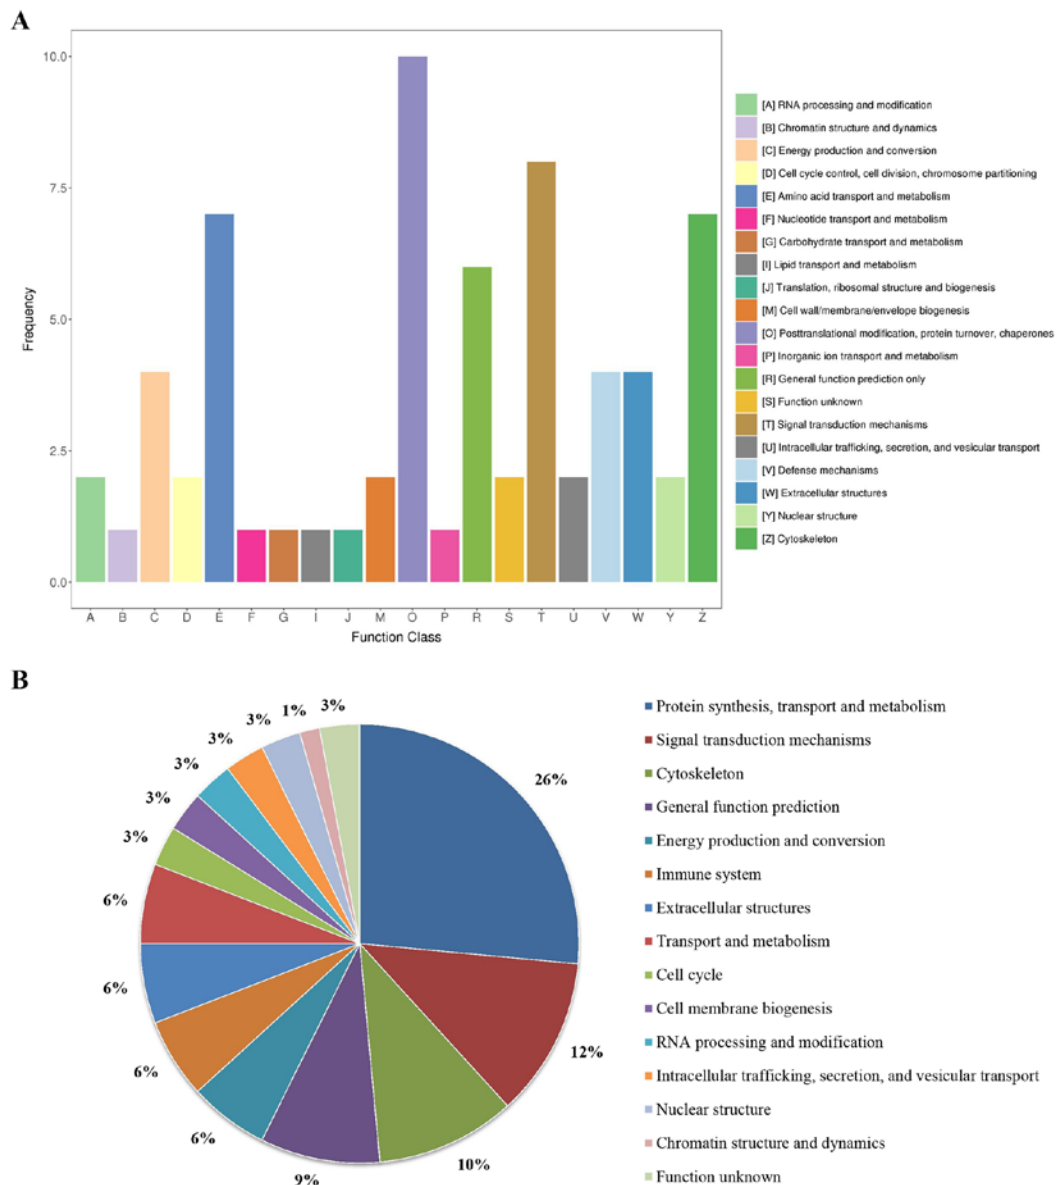 A
10.0
7.5
5.0
2.5
0.0
Frequency
A B C D E F G I J M O P R S T U V W Y Z
Function Class
[A] RNA processing and modification
[B] Chromatin structure and dynamics
[C] Energy production and conversion
[D] Cell cycle control, cell division, chromosome partitioning
[E] Amino acid transport and metabolism
[F] Nucleotide transport and metabolism
[G] Carbohydrate transport and metabolism
[I] Lipid transport and metabolism
[J] Translation, ribosomal structure and biogenesis
[M] Cell wall/membrane/envelope biogenesis
[O] Posttranslational modification, protein turnover, chaperones
[P] Inorganic ion transport and metabolism
[R] General function prediction only
[S] Function unknown
[T] Signal transduction mechanisms
[U] Intracellular trafficking, secretion, and vesicular transport
[V] Defense mechanisms
[W] Extracellular structures
[Y] Nuclear structure
[Z] Cytoskeleton
B
26%
12%
10%
9%
6%
6%
6%
6%
3%
3%
3%
3%
3%
1%
3%
Protein synthesis, transport and metabolism
Signal transduction mechanisms
Cytoskeleton
General function prediction
Energy production and conversion
Immune system
Extracellular structures
Transport and metabolism
Cell cycle
Cell membrane biogenesis
RNA processing and modification
Intracellular trafficking, secretion, and vesicular transport
Nuclear structure
Chromatin structure and dynamics
Function unknown